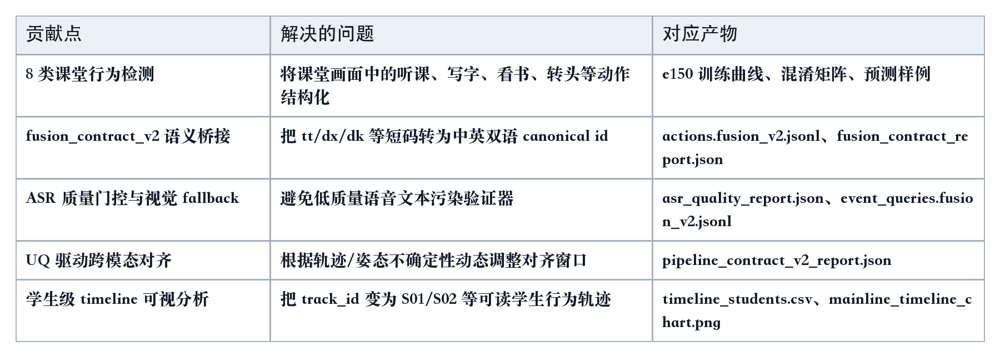 贡献点
解决的问题
对应产物
8 类课堂行为检测
将课堂画面中的听课、写字、看书、转头等动作
结构化
e150 训练曲线、混淆矩阵、预测样例
fusion_contract_v2 语义桥接
把 tt/dx/dk 等短码转为中英双语 canonical id
actions.fusion_v2.jsonl、fusion_contract_re
port.json
ASR 质量门控与视觉 fallback
避免低质量语音文本污染验证器
asr_quality_report.json、event_queries.fusio
n_v2.jsonl
UQ 驱动跨模态对齐
根据轨迹/姿态不确定性动态调整对齐窗口
pipeline_contract_v2_report.json
学生级 timeline 可视分析
把 track_id 变为 S01/S02 等可读学生行为轨迹
timeline_students.csv、mainline_timeline_c
hart.png